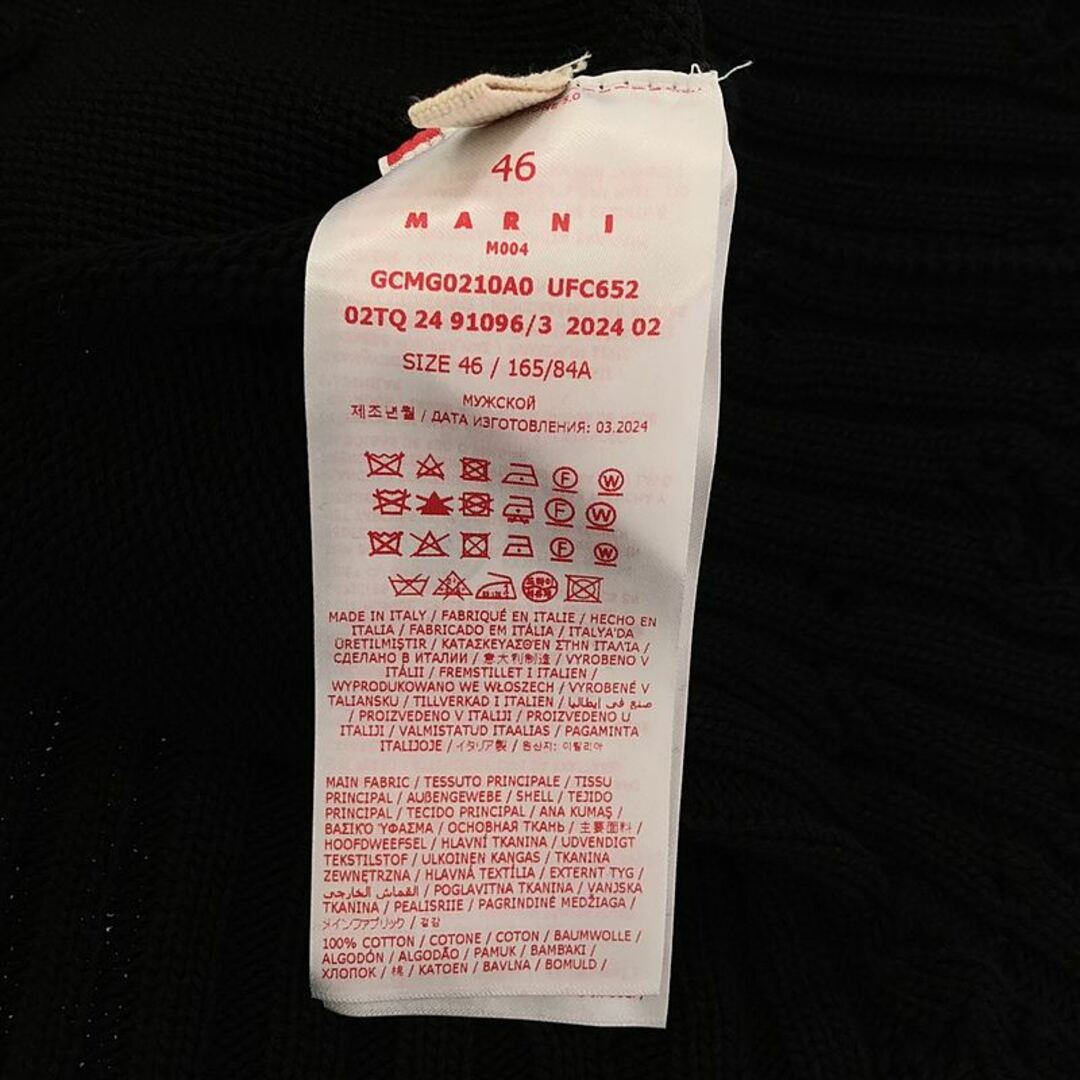 46
MARNI
M004
GCMG0210A0 UFC652
02TQ 24 91096/3 2024 02
SIZE 46 / 165/84A
МУЖСКОЙ
제조년월 / ДАТА ИЗГОТОВЛЕНИЯ: 03.2024
F W
F W
F W
MADE IN ITALY / FABRIQUÉ EN ITALIE / HECHO EN
ITALIA / FABRICADO EM ITÁLIA / ITALYA'DA
ÜRETILMIŞTIR / ΚΑΤΑΣΚΕΥΑΣΘ'ΕΝ ΣΤΗΝ ΙΤΑΛ'ΙΑ /
СДЕЛАНО В ИТАЛИИ / 意大利制造 / VYROBENO V
ITÁLII / FREMSTILLET I ITALIEN /
WYPRODUKOWANO WE WŁOSZECH / VYROBENÉ V
TALIANSKU / TILLVERKAD I ITALIEN / صنع في إيطاليا
/ PROIZVEDENO V ITALIJI / PROIZVEDENO U
ITALIJI / VALMISTATUD ITAALIAS / PAGAMINTA
ITALIJOJE / イタリア製 / 원산지: 이탈리아
MAIN FABRIC / TESSUTO PRINCIPALE / TISSU
PRINCIPAL / AUßENGEWEBE / SHELL / TEJIDO
PRINCIPAL / TECIDO PRINCIPAL / ANA KUMAŞ /
ΒΑΣΙΚ'Ο 'ΥΦΑΣΜΑ / ОСНОВНАЯ ТКАНЬ / 主要面料 /
HOOFDWEEFSEL / HLAVNÍ TKANINA / UDVENDIGT
TEKSTILSTOF / ULKOINEN KANGAS / TKANINA
ZEWNĘTRZNA / HLAVNÁ TEXTÍLIA / EXTERNT TYG /
القماش الخارجي / POGLAVITNA TKANINA / VANJSKA
TKANINA / PEALISRIIE / PAGRINDINĖ MEDŽIAGA /
メインファブリック / 겉감
100% COTTON / COTONE / COTON / BAUMWOLLE /
ALGODÓN / ALGODÃO / PAMUK / BAMB'AKI /
ХЛОПОК / 棉 / KATOEN / BAVLNA / BOMULD /